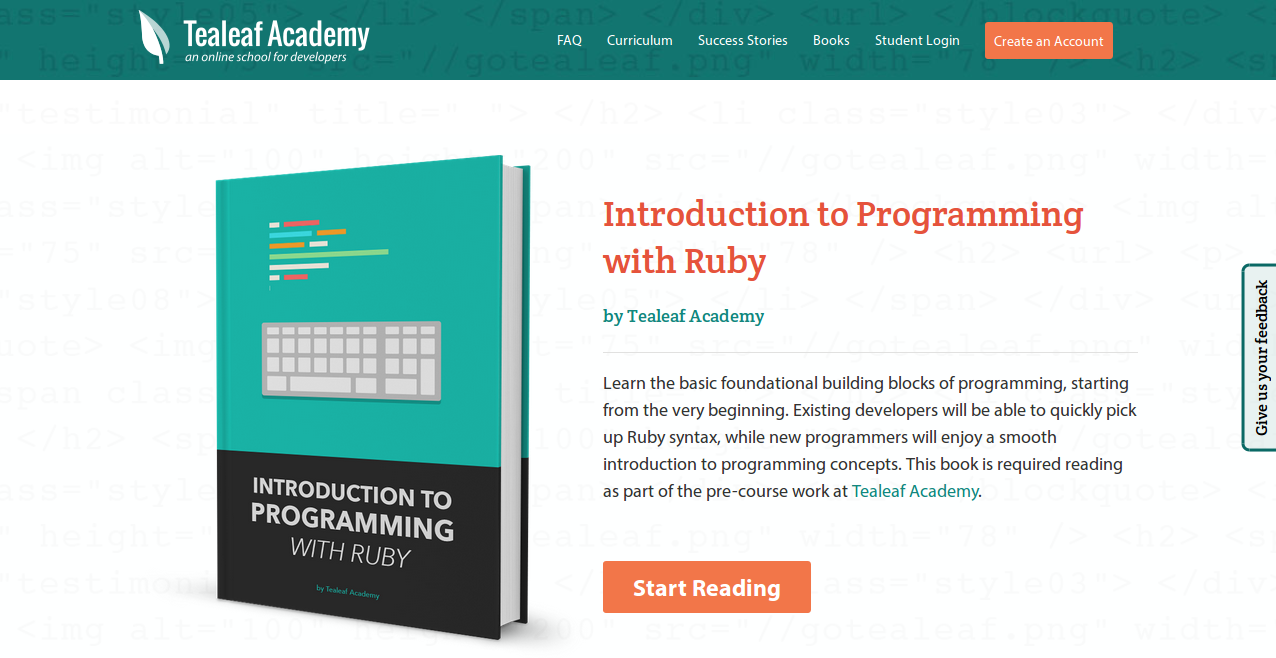 Tealeaf Academy
an online school for developers
FAQ Curriculum Success Stories Books Student Login Create an Account
Introduction to Programming
with Ruby
by Tealeaf Academy
Learn the basic foundational building blocks of programming, starting
from the very beginning. Existing developers will be able to quickly pick
up Ruby syntax, while new programmers will enjoy a smooth
introduction to programming concepts. This book is required reading
as part of the pre-course work at Tealeaf Academy.
Start Reading
INTRODUCTION TO
PROGRAMMING
WITH RUBY
by Tealeaf Academy
Give us your feedback